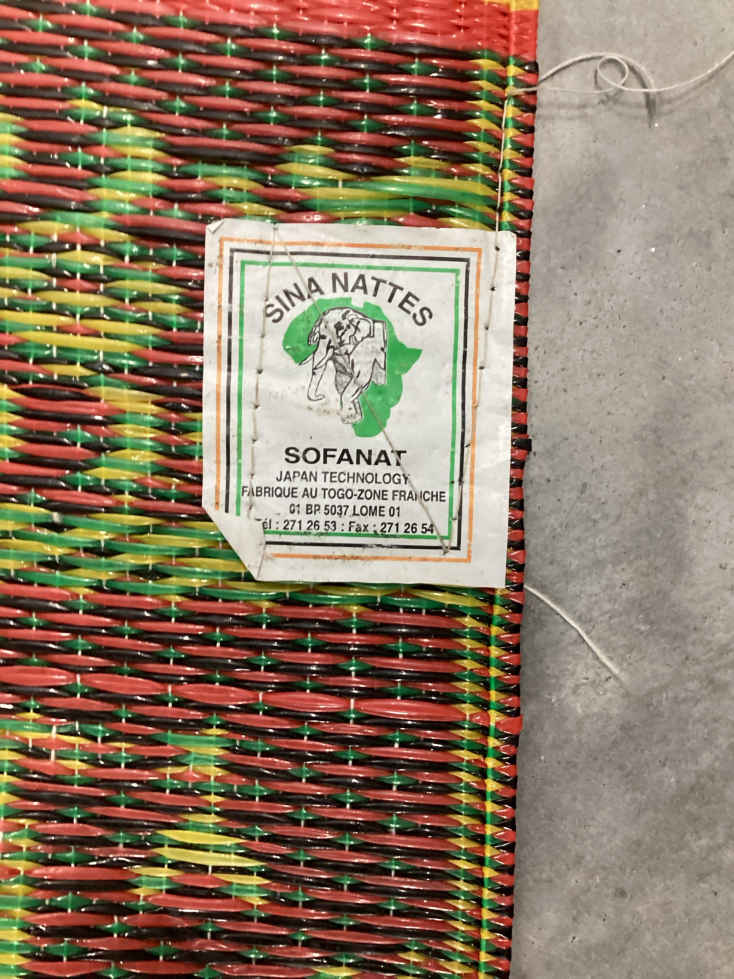 SINA NATTES
SOFANAT
JAPAN TECHNOLOGY
FABRIQUE AU TOGO-ZONE FRANCHE
01 BP 5037 LOME 01
Tél : 271 26 53 : Fax : 271 26 54